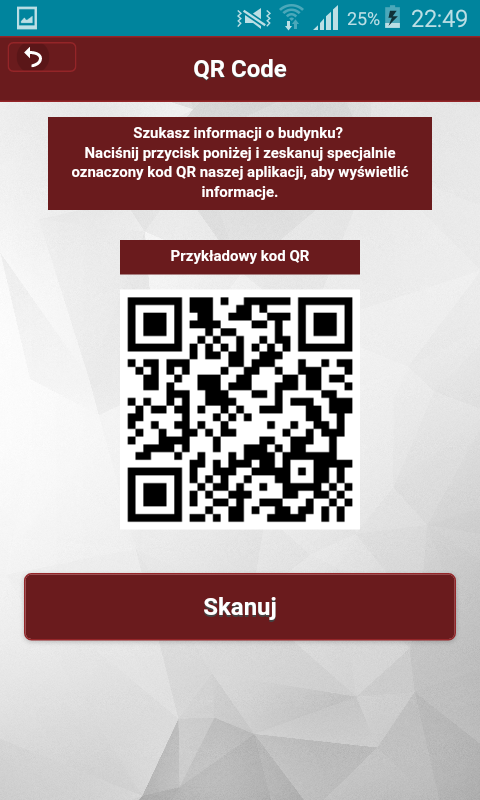 25% 22:49
QR Code
Szukasz informacji o budynku?
Naciśnij przycisk poniżej i zeskanuj specjalnie
oznaczony kod QR naszej aplikacji, aby wyświetlić
informacje.
Przykładowy kod QR
Skanuj